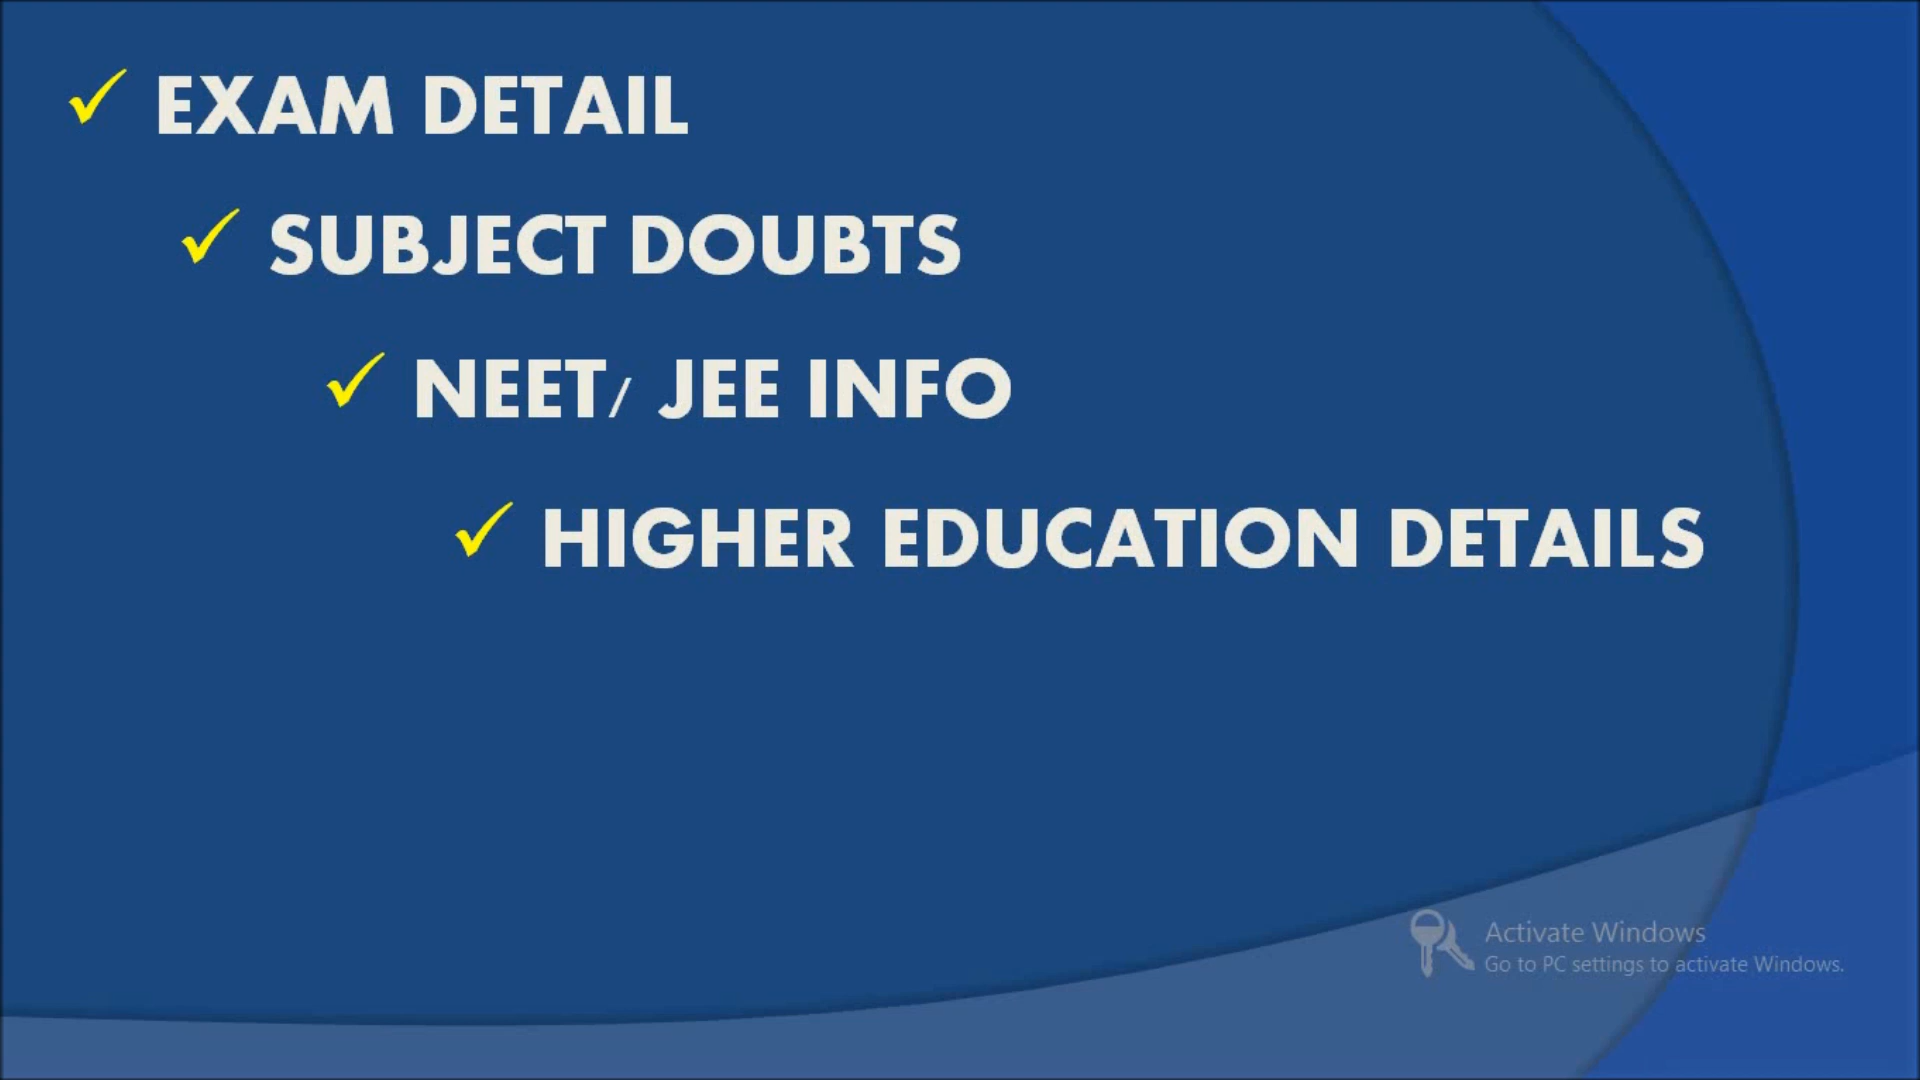 EXAM DETAIL
SUBJECT DOUBTS
NEET/ JEE INFO
HIGHER EDUCATION DETAILS
Activate Windows
Go to PC settings to activate Windows.